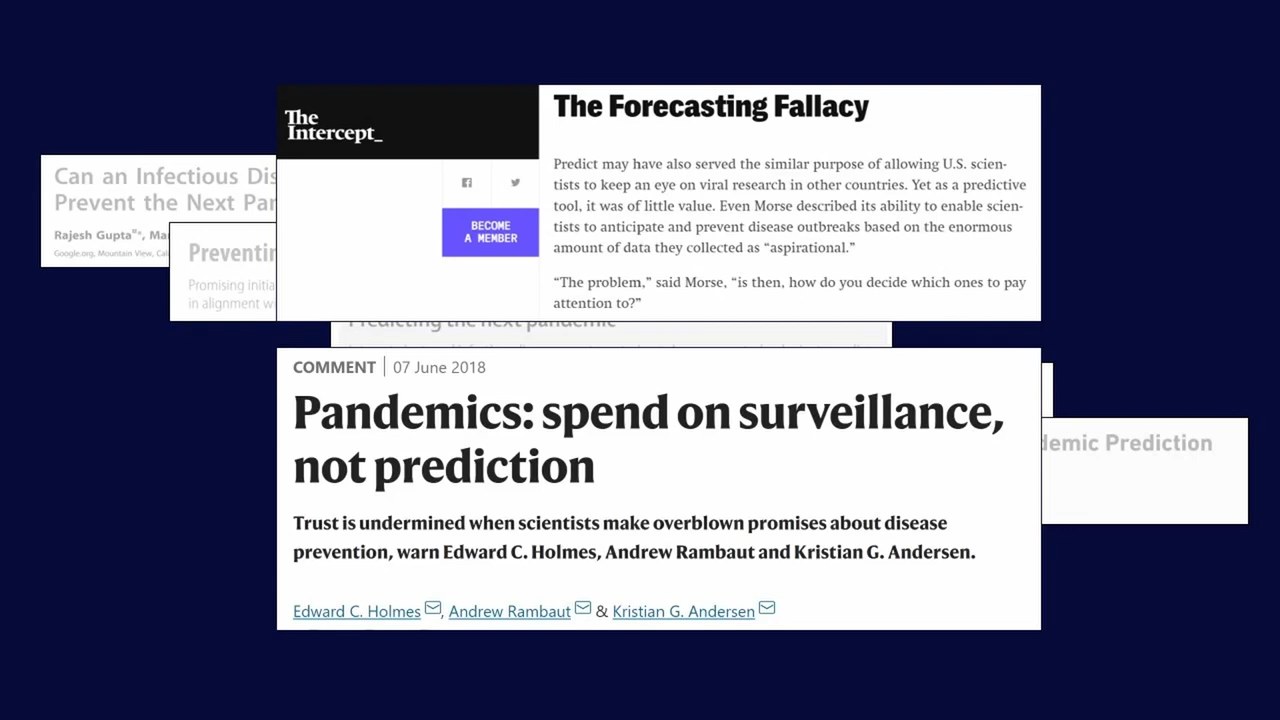 The
Intercept_
BECOME
A MEMBER
The Forecasting Fallacy
Predict may have also served the similar purpose of allowing U.S. scien-
tists to keep an eye on viral research in other countries. Yet as a predictive
tool, it was of little value. Even Morse described its ability to enable scien-
tists to anticipate and prevent disease outbreaks based on the enormous
amount of data they collected as “aspirational.”
“The problem,” said Morse, “is then, how do you decide which ones to pay
attention to?”
Can an Infectious Dis
Prevent the Next Pan
Rajesh Gupta
Google.org, Mountain View, Cal
Preventin
Promising initia
in alignment w
Predicting the next pandemic
COMMENT | 07 June 2018
Pandemics: spend on surveillance,
not prediction
Trust is undermined when scientists make overblown promises about disease
prevention, warn Edward C. Holmes, Andrew Rambaut and Kristian G. Andersen.
Edward C. Holmes, Andrew Rambaut & Kristian G. Andersen
demic Prediction